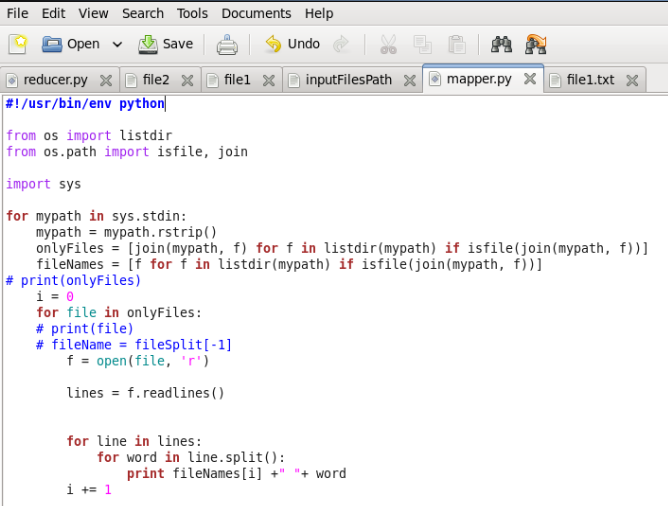 File Edit View Search Tools Documents Help
Open Save Undo
reducer.py file2 file1 inputFilesPath mapper.py file1.txt
#!/usr/bin/env python
from os import listdir
from os.path import isfile, join
import sys
for mypath in sys.stdin:
    mypath = mypath.rstrip()
    onlyFiles = [join(mypath, f) for f in listdir(mypath) if isfile(join(mypath, f))]
    fileNames = [f for f in listdir(mypath) if isfile(join(mypath, f))]
# print(onlyFiles)
    i = 0
    for file in onlyFiles:
    # print(file)
    # fileName = fileSplit[-1]
        f = open(file, 'r')
        lines = f.readlines()
        for line in lines:
            for word in line.split():
                print fileNames[i] +" "+ word
        i += 1